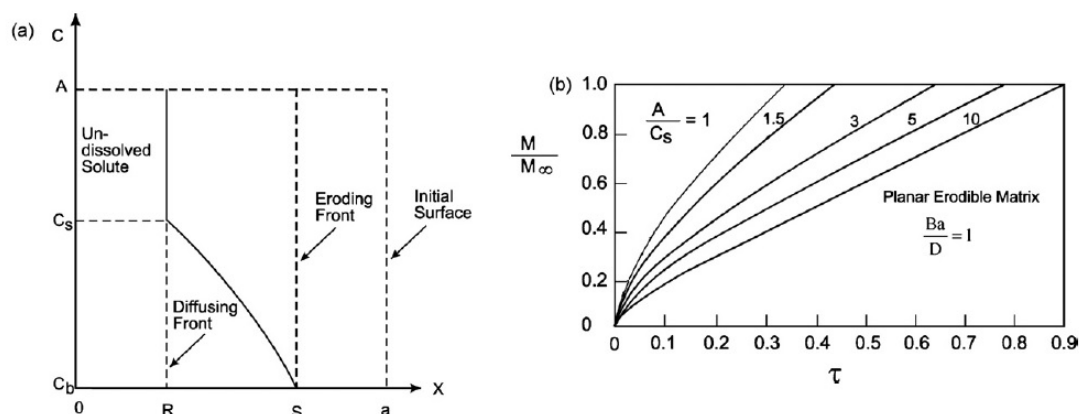 (a)
C
A
Un-
dissolved
Solute
Eroding
Front
Initial
Surface
Cs
Diffusing
Front
Cb
X
0
R
S
a
(b)
1.0
0.8
0.6
0.4
0.2
0
M
M∞
A
Cs
= 1
1.5
3
5
10
Planar Erodible Matrix
Ba
D
= 1
0
0.1
0.2
0.3
0.4
0.5
0.6
0.7
0.8
0.9
τ